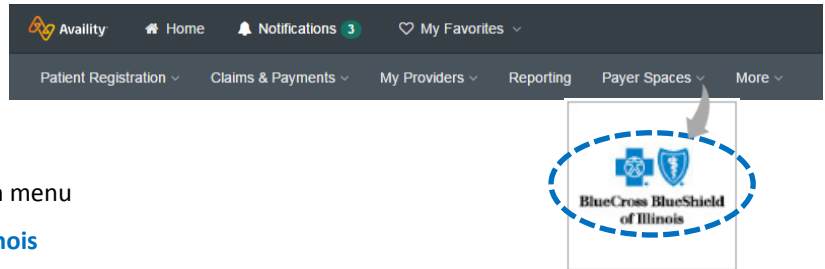 Availity Home Notifications 3 My Favorites
Patient Registration Claims & Payments My Providers Reporting Payer Spaces More
BlueCross BlueShield
of Illinois
menu
nois